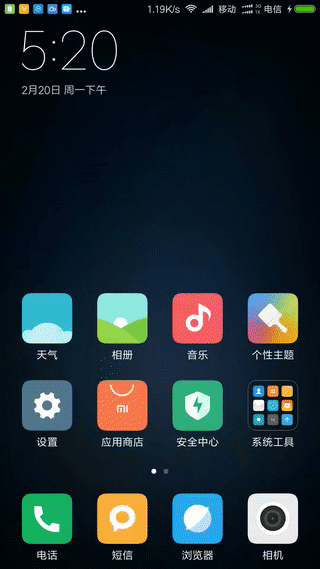 1.19K/s 移动 3G 1X 电信
5:20
2月20日 周一下午
天气 相册 音乐 个性主题
设置 应用商店 安全中心 系统工具
电话 短信 浏览器 相机